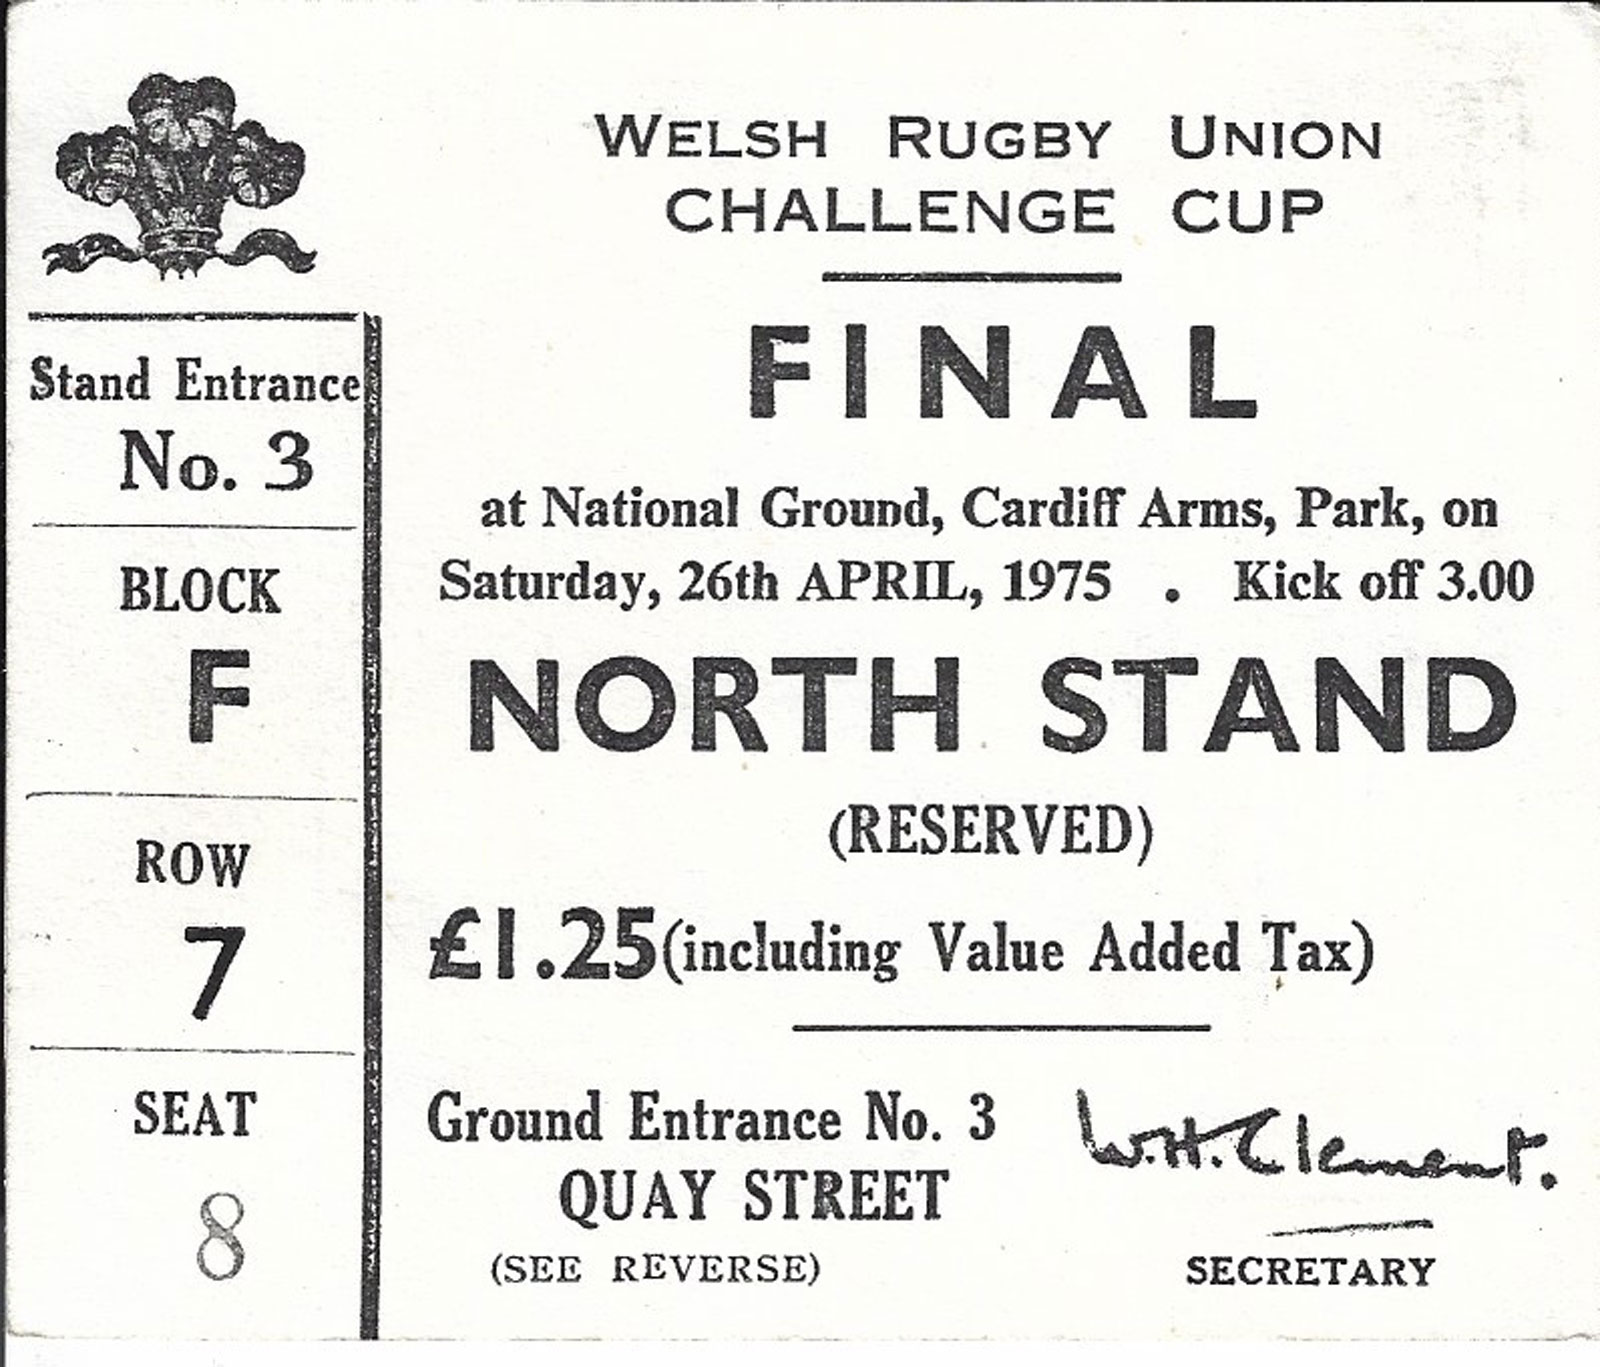 Stand Entrance
No. 3
BLOCK
F
ROW
7
SEAT
8
WELSH RUGBY UNION
CHALLENGE CUP
FINAL
at National Ground, Cardiff Arms, Park, on
Saturday, 26th APRIL, 1975 . Kick off 3.00
NORTH STAND
(RESERVED)
£1.25 (including Value Added Tax)
Ground Entrance No. 3
QUAY STREET
(SEE REVERSE)
W.H. Clement.
SECRETARY